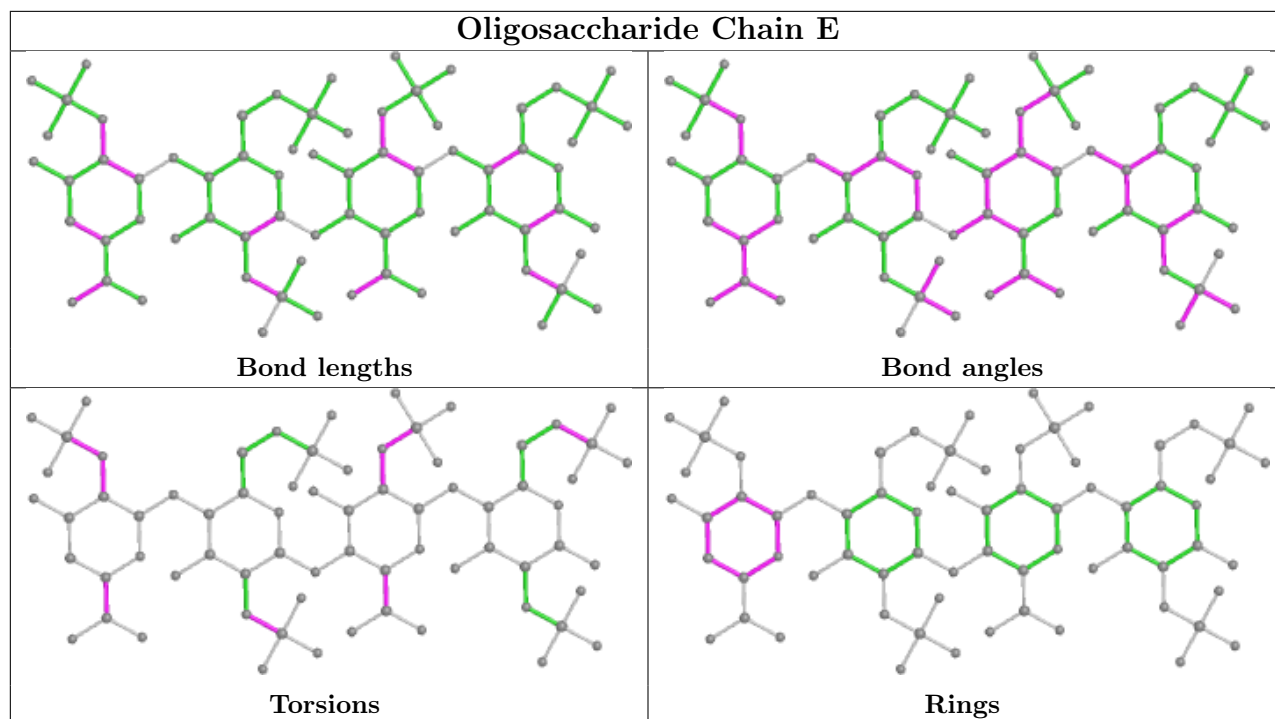 Oligosaccharide Chain E
Bond lengths
Bond angles
Torsions
Rings